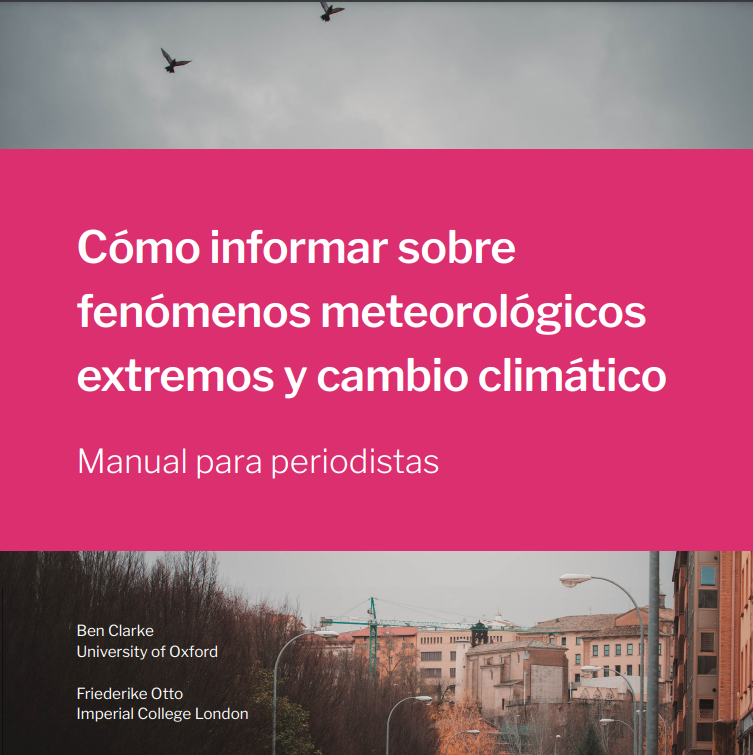 Cómo informar sobre
fenómenos meteorológicos
extremos y cambio climático
Manual para periodistas
Ben Clarke
University of Oxford
Friederike Otto
Imperial College London